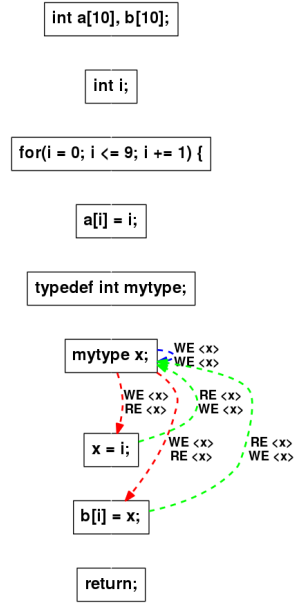 int a[10], b[10];
int i;
for(i = 0; i <= 9; i += 1) {
a[i] = i;
typedef int mytype;
mytype x;
WE <x>
WE <x>
WE <x>
RE <x>
RE <x>
WE <x>
x = i;
WE <x>
RE <x>
RE <x>
WE <x>
b[i] = x;
return;